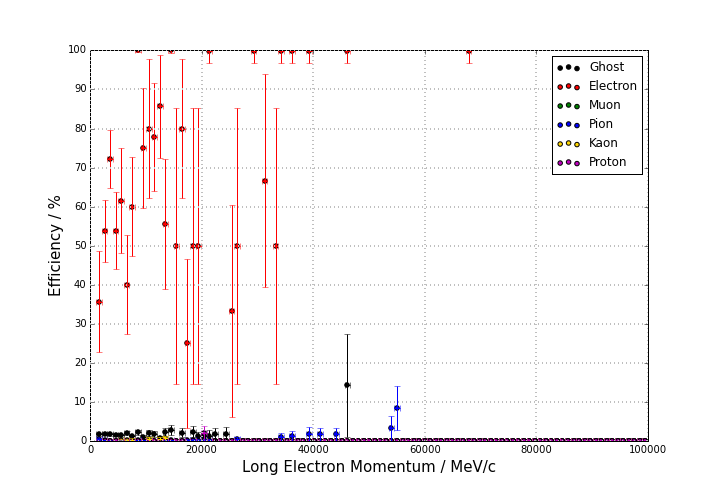 100
90
80
70
60
50
40
30
20
10
0
Efficiency / %
0 20000 40000 60000 80000 100000
Long Electron Momentum / MeV/c
Ghost
Electron
Muon
Pion
Kaon
Proton